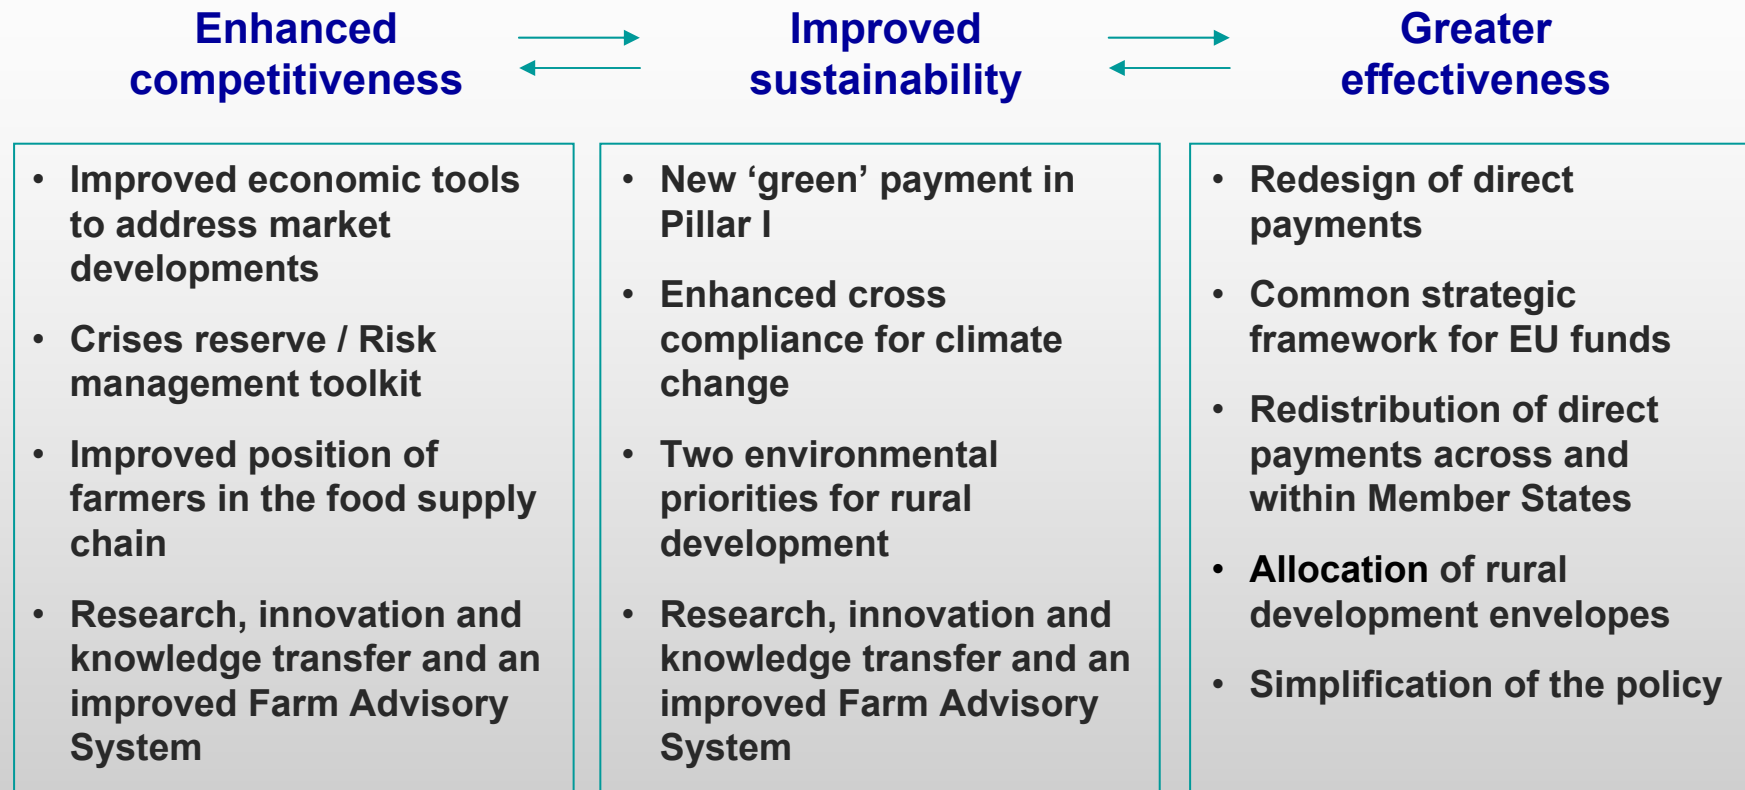 Enhanced
competitiveness
Improved
sustainability
Greater
effectiveness
• Improved economic tools
to address market
developments
• Crises reserve / Risk
management toolkit
• Improved position of
farmers in the food supply
chain
• Research, innovation and
knowledge transfer and an
improved Farm Advisory
System
• New ‘green’ payment in
Pillar I
• Enhanced cross
compliance for climate
change
• Two environmental
priorities for rural
development
• Research, innovation and
knowledge transfer and an
improved Farm Advisory
System
• Redesign of direct
payments
• Common strategic
framework for EU funds
• Redistribution of direct
payments across and
within Member States
• Allocation of rural
development envelopes
• Simplification of the policy